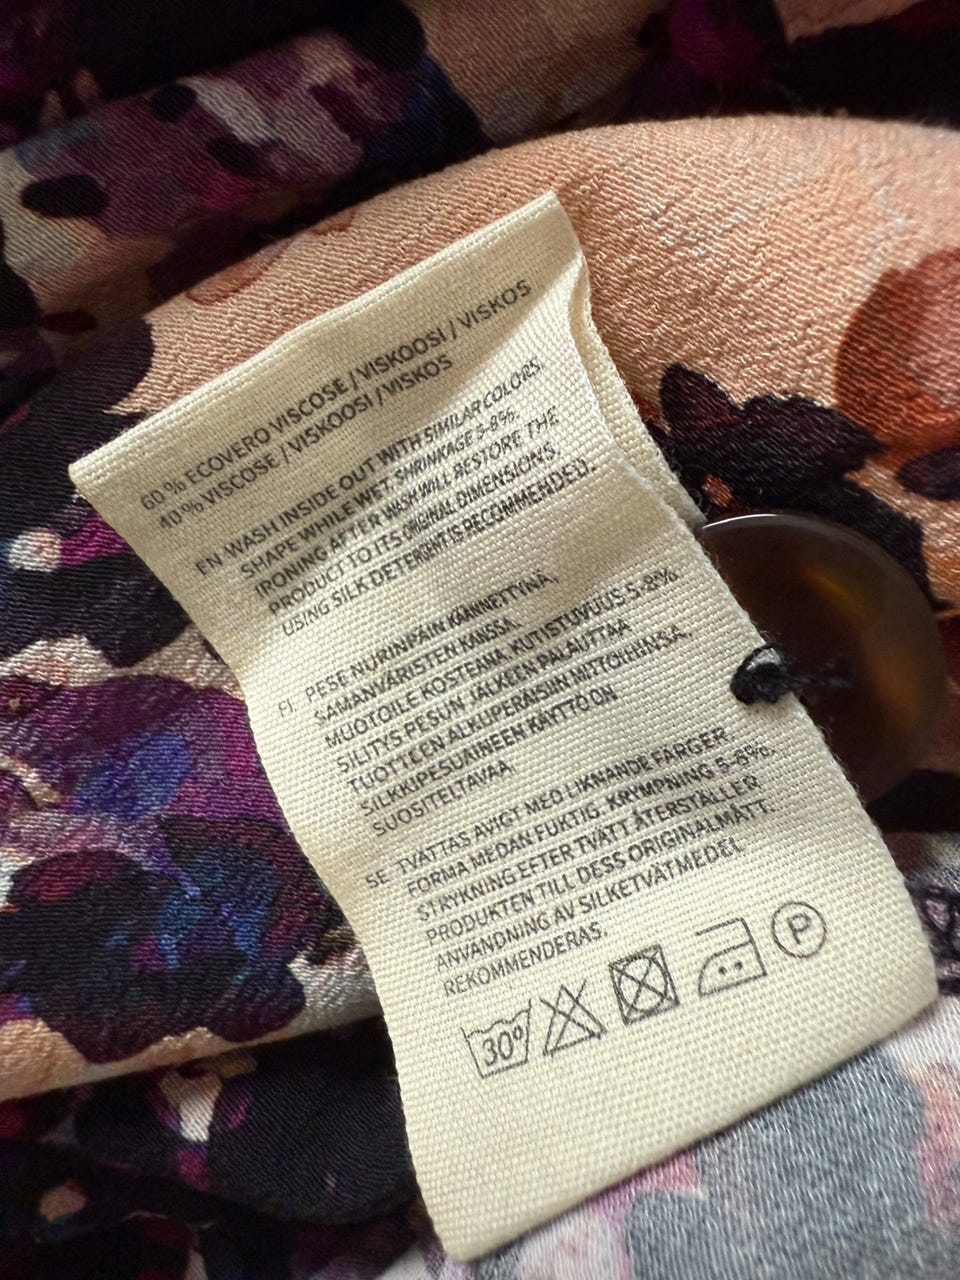 60 % ECOVERO VISCOSE / VISKOOSI / VISKOS
40 % VISCOSE / VISKOOSI / VISKOS
EN WASH INSIDE OUT WITH SIMILAR COLORS.
SHAPE WHILE WET. SHRINKAGE 5-8%.
IRONING AFTER WASH WILL RESTORE THE
PRODUCT TO ITS ORIGINAL DIMENSIONS.
USING SILK DETERGENT IS RECOMMENDED.
FI. PESE NURINPÄIN KÄÄNNETTYNÄ,
SAMANVÄRISTEN KANSSA.
MUOTOILE KOSTEANA. KUTISTUVUUS 5-8%.
SILITYS PESUN JÄLKEEN PALAUTTAA
TUOTTEEN ALKUPERÄISIIN MITTOIHINSA.
SILKKIPESUAINEEN KÄYTTÖ ON
SUOSITELTAVAA
SE TVÄTTAS AVIGT MED LIKNANDE FÄRGER.
FORMA MEDAN FUKTIG. KRYMPNING 5-8%.
STRYKNING EFTER TVÄTT ÅTERSTÄLLER
PRODUKTEN TILL DESS ORIGINALMÅTT.
ANVÄNDNING AV SILKETVÄTMEDEL
REKOMMENDERAS.
30° P